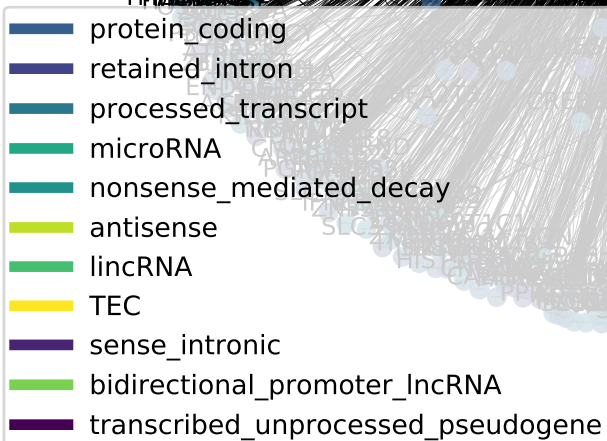 protein_coding
retained_intron
processed_transcript
microRNA
nonsense_mediated_decay
antisense
lincRNA
TEC
sense_intronic
bidirectional_promoter_lncRNA
transcribed_unprocessed_pseudogene